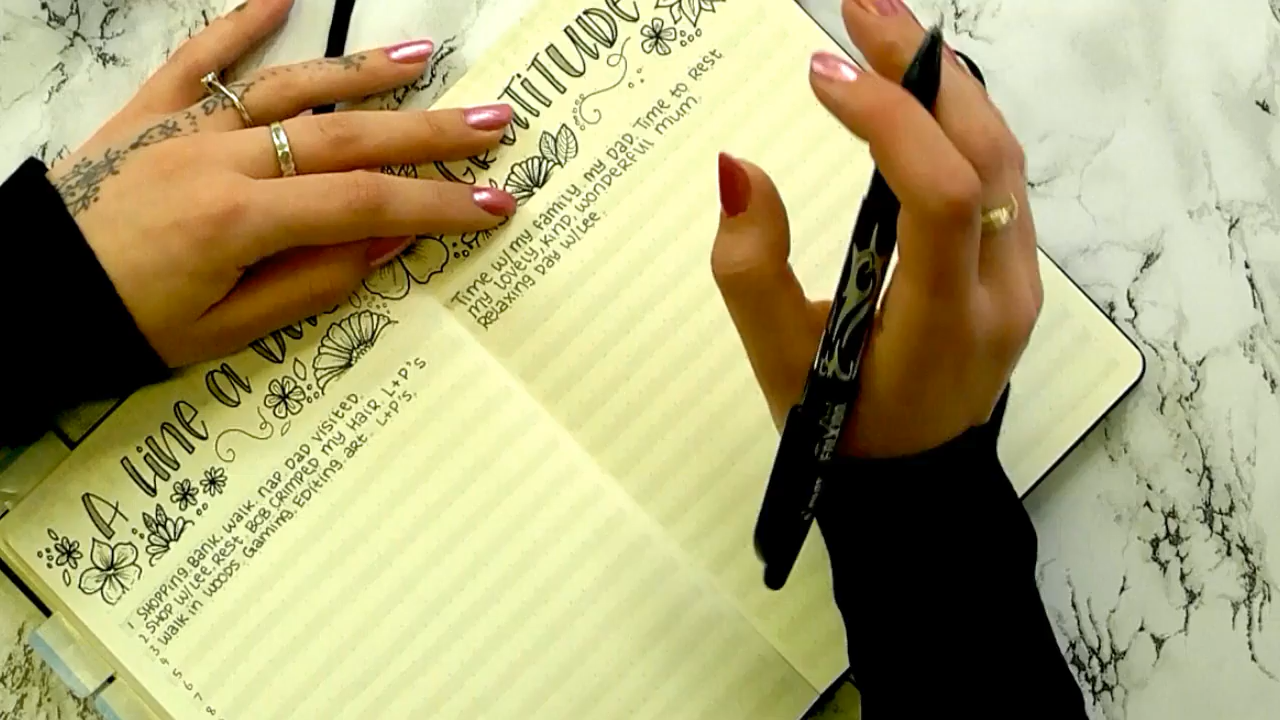 A Line a
1 SHOPPING. Bank. walk. nap. DaD visited.
2 SHOP W/Lee. Rest. BOB CRIMPED my Hair. L+P's
3 walk in woods. Gaming. Editing. art. L+P's.
4
5
6
7
8
GRATITUDE
Time w/my Family. my DaD. Time to Rest
my Lovely, Kind, wonderful mum.
Relaxing Day w/Lee.